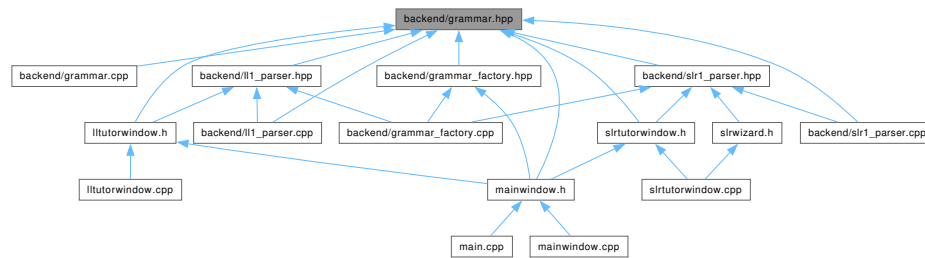 backend/grammar.hpp
backend/grammar.cpp
backend/ll1_parser.hpp
backend/grammar_factory.hpp
backend/slr1_parser.hpp
lltutorwindow.h
backend/ll1_parser.cpp
backend/grammar_factory.cpp
slrtutorwindow.h
slrwizard.h
backend/slr1_parser.cpp
lltutorwindow.cpp
mainwindow.h
slrtutorwindow.cpp
main.cpp
mainwindow.cpp